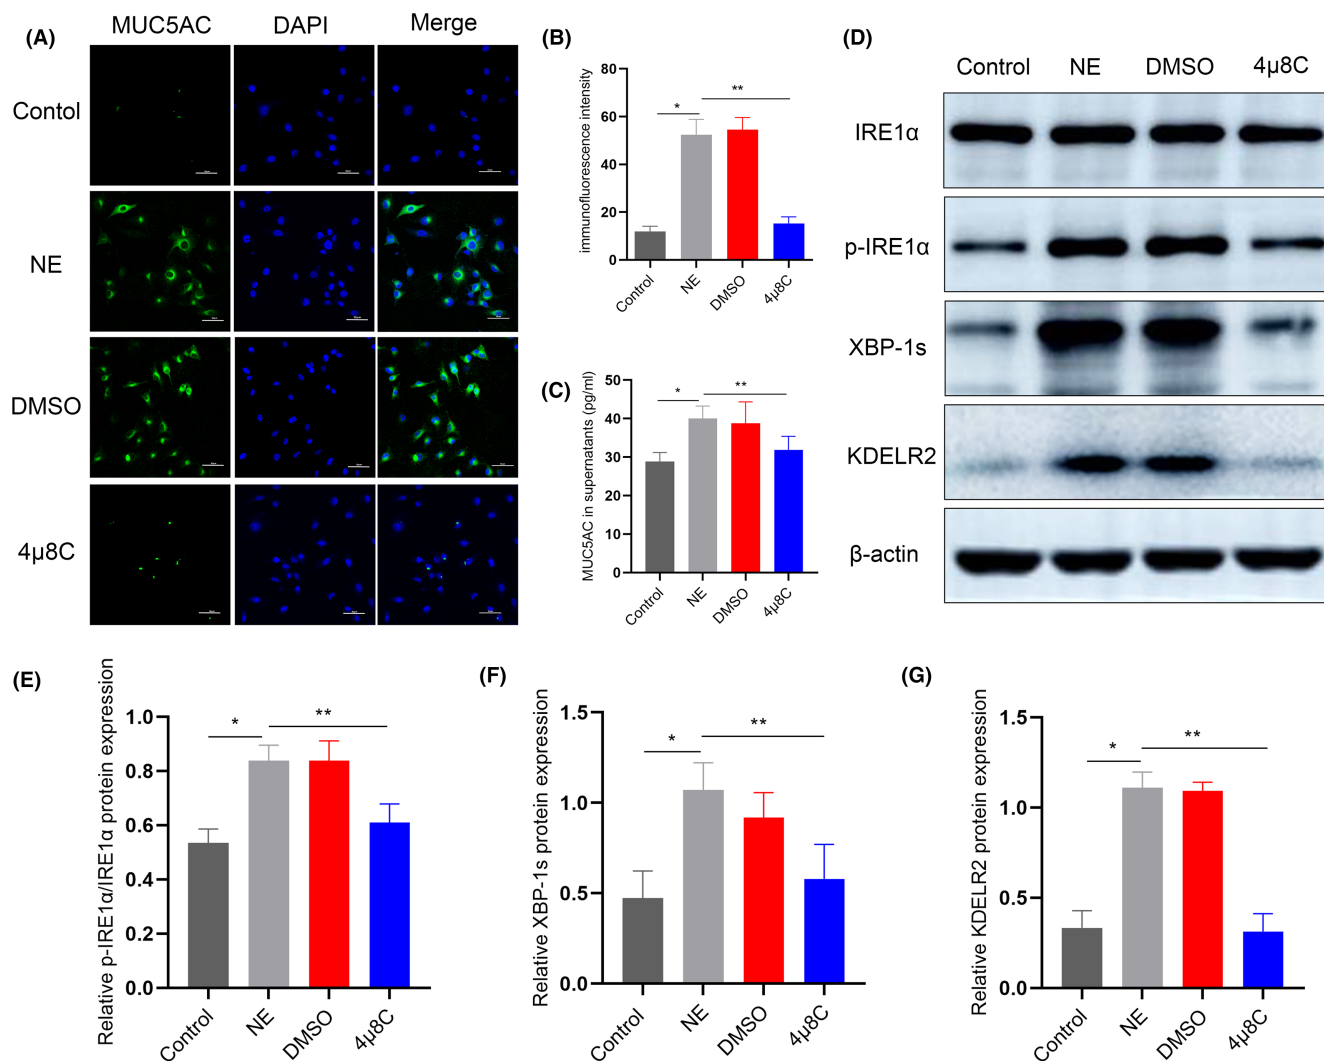 (A)
MUC5AC DAPI Merge
Contol
NE
DMSO
4µ8C
(B)
immunofluorescence intensity
80
60
40
20
0
* **
Control NE DMSO 4µ8C
(C)
MUC5AC in supernatants (pg/ml)
50
40
30
20
10
0
* **
Control NE DMSO 4µ8C
(D)
Control NE DMSO 4µ8C
IRE1α
p-IRE1α
XBP-1s
KDELR2
β-actin
(E)
Relative p-IRE1α/IRE1α protein expression
1.0
0.8
0.6
0.4
0.2
0.0
* **
Control NE DMSO 4µ8C
(F)
Relative XBP-1s protein expression
1.5
1.0
0.5
0.0
* **
Control NE DMSO 4µ8C
(G)
Relative KDELR2 protein expression
1.5
1.0
0.5
0.0
* **
Control NE DMSO 4µ8C